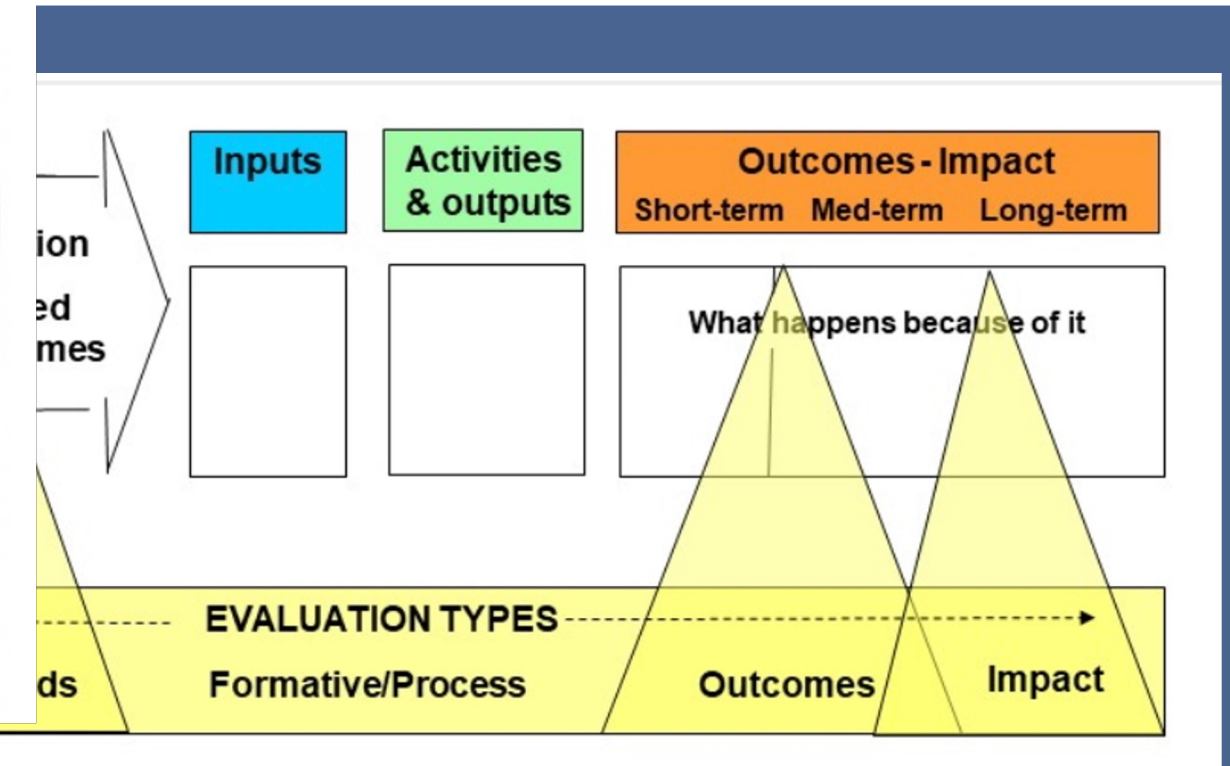 Inputs
Activities
& outputs
Outcomes - Impact
Short-term Med-term Long-term
ion
ed
mes
What happens because of it
EVALUATION TYPES
ds
Formative/Process
Outcomes
Impact